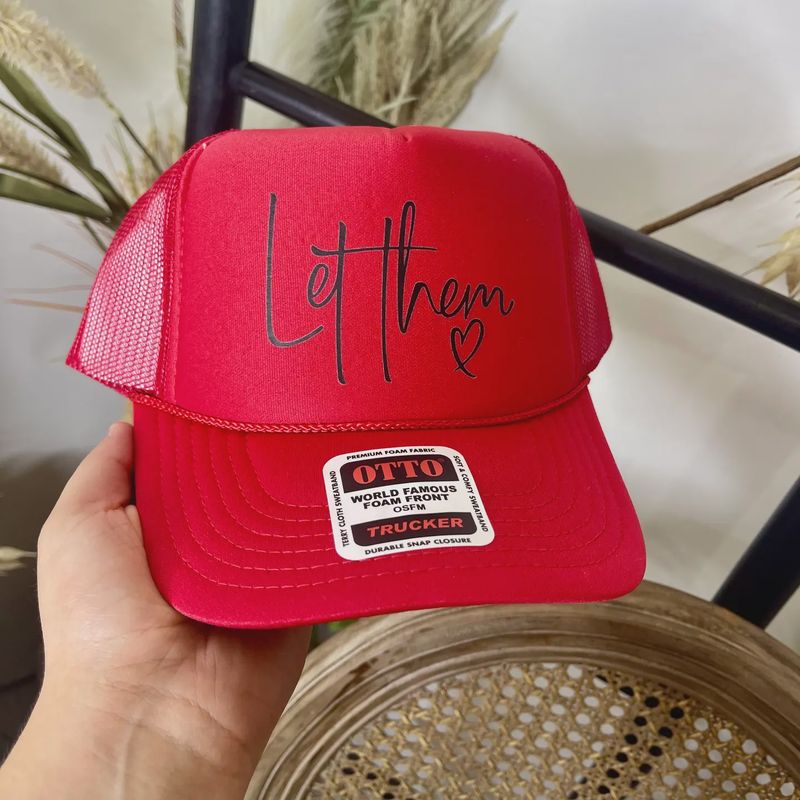 Let Them
PREMIUM FOAM FABRIC
OTTO
WORLD FAMOUS
FOAM FRONT
OSFM
TRUCKER
DURABLE SNAP CLOSURE
TERRY CLOTH SWEATBAND
SOFT & COMFY SWEATBAND